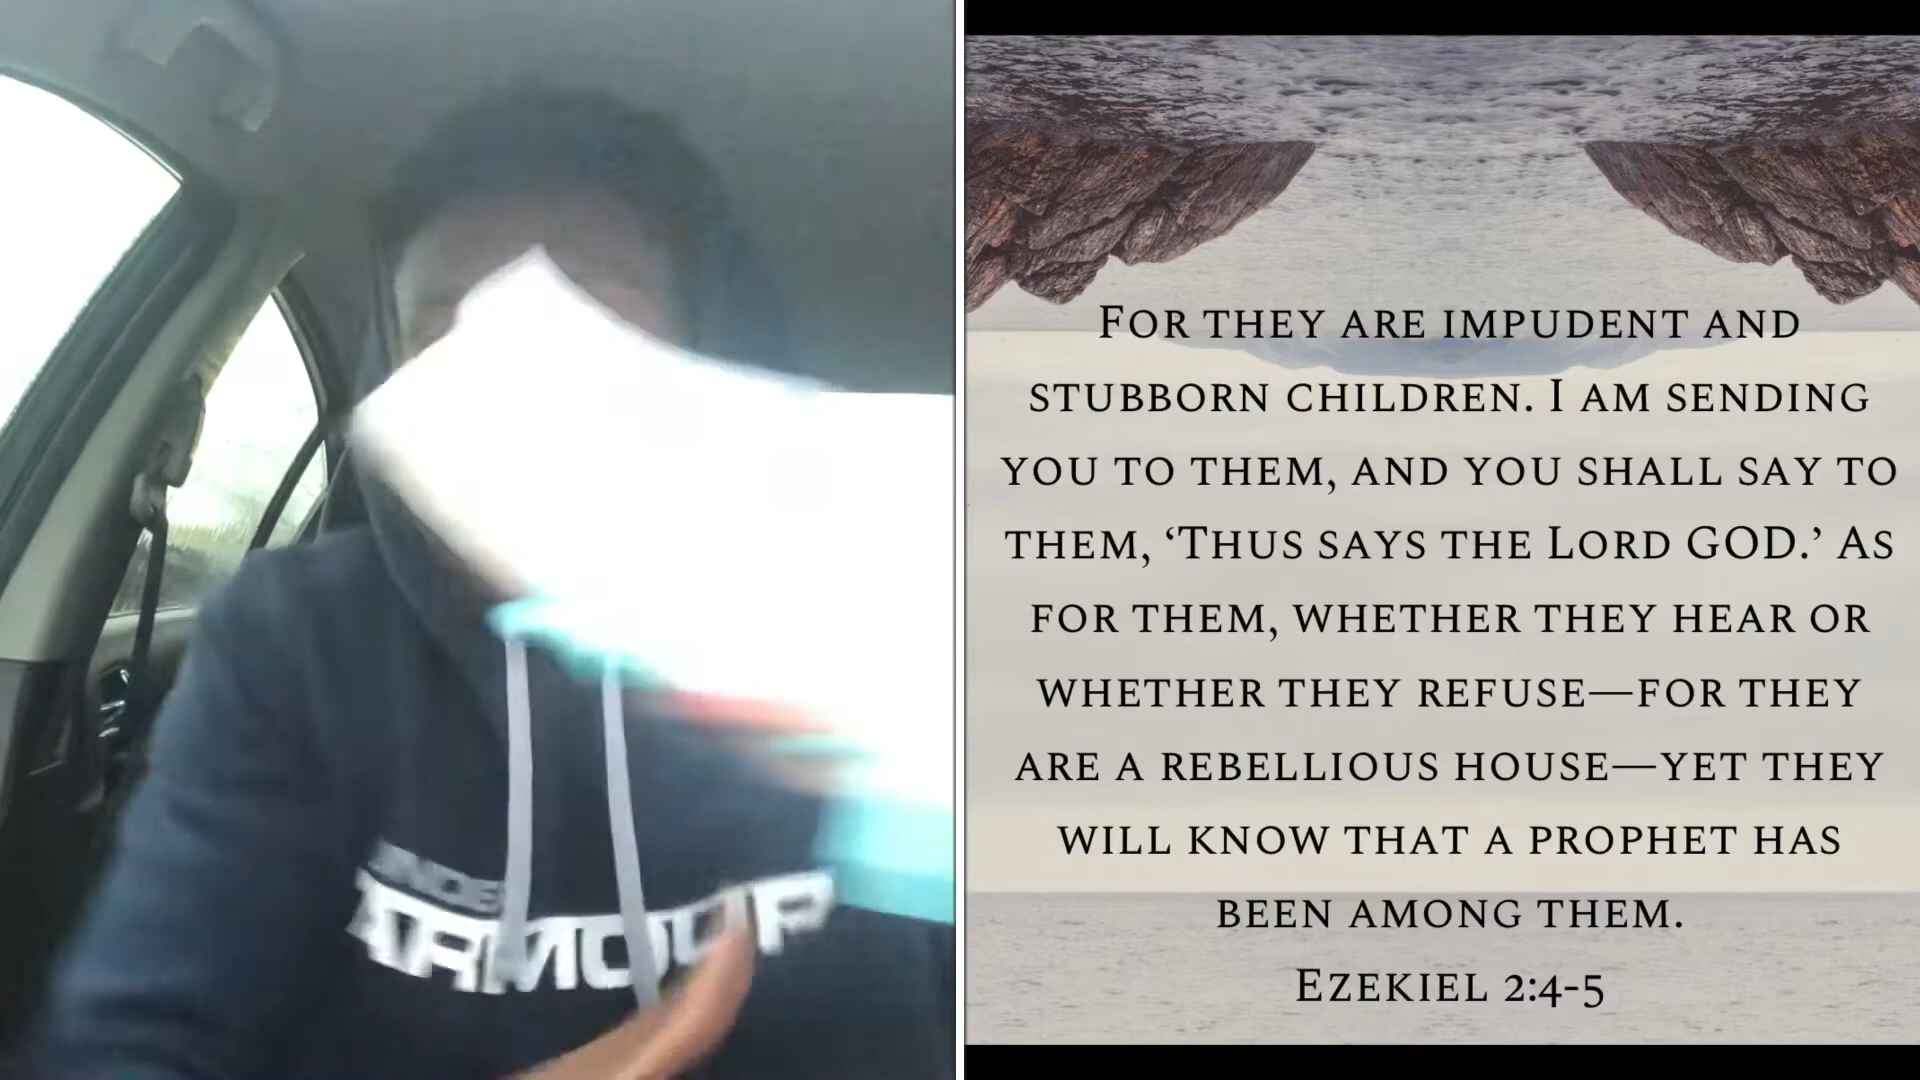 UNDER
ARMOUR
For they are impudent and
stubborn children. I am sending
you to them, and you shall say to
them, ‘Thus says the Lord GOD.’ As
for them, whether they hear or
whether they refuse—for they
are a rebellious house—yet they
will know that a prophet has
been among them.
Ezekiel 2:4-5